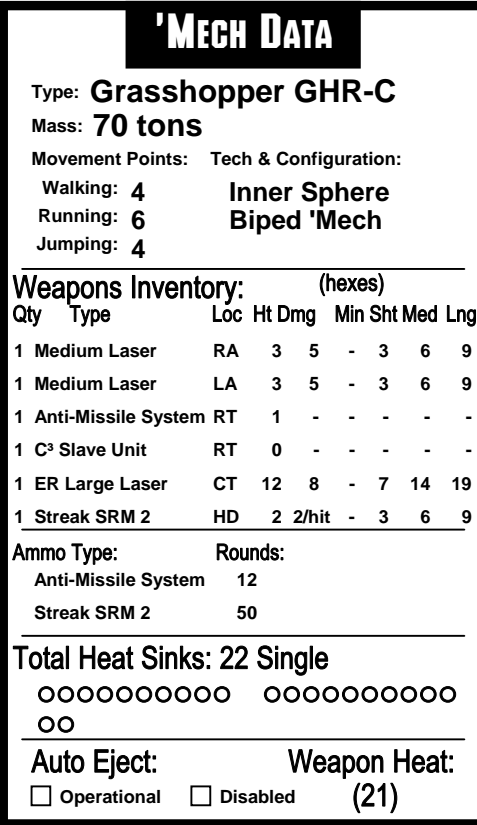 'MECH DATA
Type: Grasshopper GHR-C
Mass: 70 tons
Movement Points: Tech & Configuration:
Walking: 4 Inner Sphere
Running: 6 Biped 'Mech
Jumping: 4
Weapons Inventory: (hexes)
Qty Type Loc Ht Dmg Min Sht Med Lng
1 Medium Laser RA 3 5 - 3 6 9
1 Medium Laser LA 3 5 - 3 6 9
1 Anti-Missile System RT 1 - - - - -
1 C³ Slave Unit RT 0 - - - - -
1 ER Large Laser CT 12 8 - 7 14 19
1 Streak SRM 2 HD 2 2/hit - 3 6 9
Ammo Type: Rounds:
Anti-Missile System 12
Streak SRM 2 50
Total Heat Sinks: 22 Single
Auto Eject: Weapon Heat:
Operational Disabled (21)